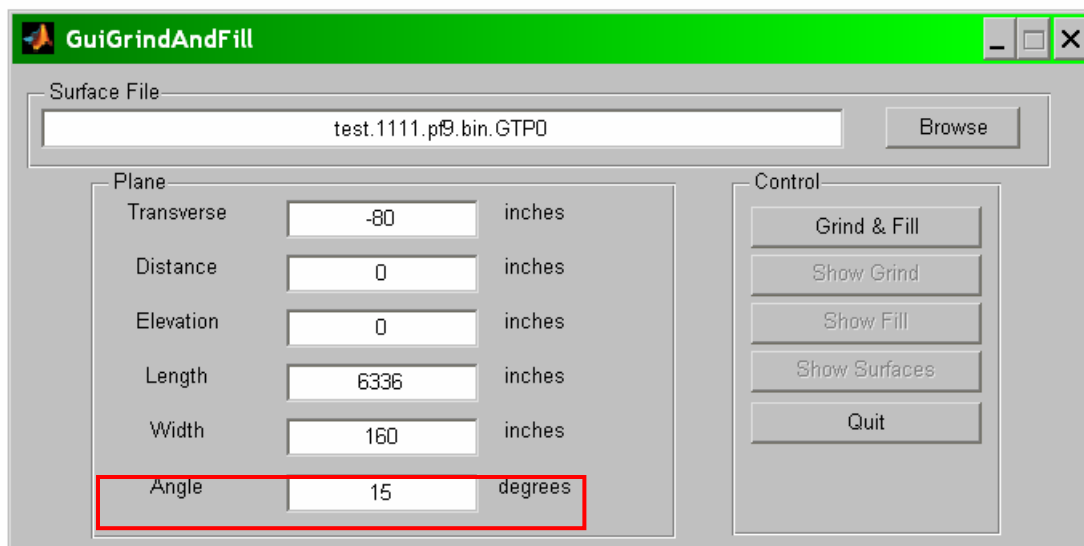 GuiGrindAndFill
Surface File
test.1111.pf9.bin.GTP0 Browse
Plane Control
Transverse -80 inches Grind & Fill
Distance 0 inches Show Grind
Elevation 0 inches Show Fill
Length 6336 inches Show Surfaces
Width 160 inches Quit
Angle 15 degrees